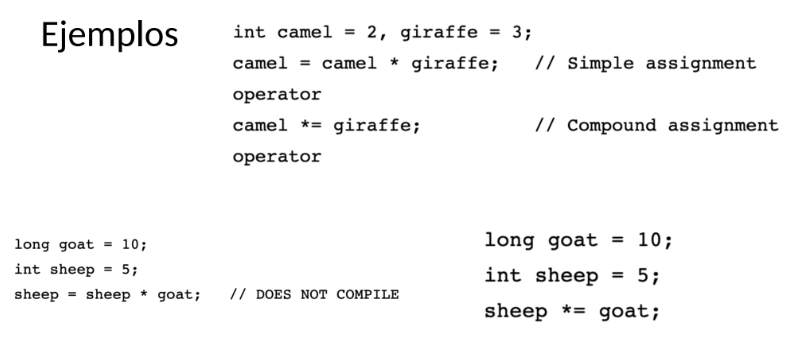 Ejemplos
int camel = 2, giraffe = 3;
camel = camel * giraffe;   // Simple assignment
operator
camel *= giraffe;          // Compound assignment
operator
long goat = 10;
int sheep = 5;
sheep = sheep * goat;   // DOES NOT COMPILE
long goat = 10;
int sheep = 5;
sheep *= goat;